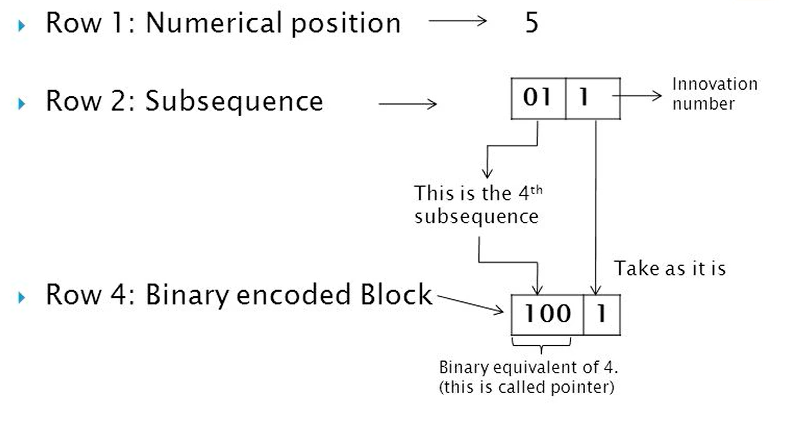 Row 1: Numerical position 5
Row 2: Subsequence 01 1 Innovation
number
This is the 4th
subsequence
Take as it is
Row 4: Binary encoded Block 100 1
Binary equivalent of 4.
(this is called pointer)